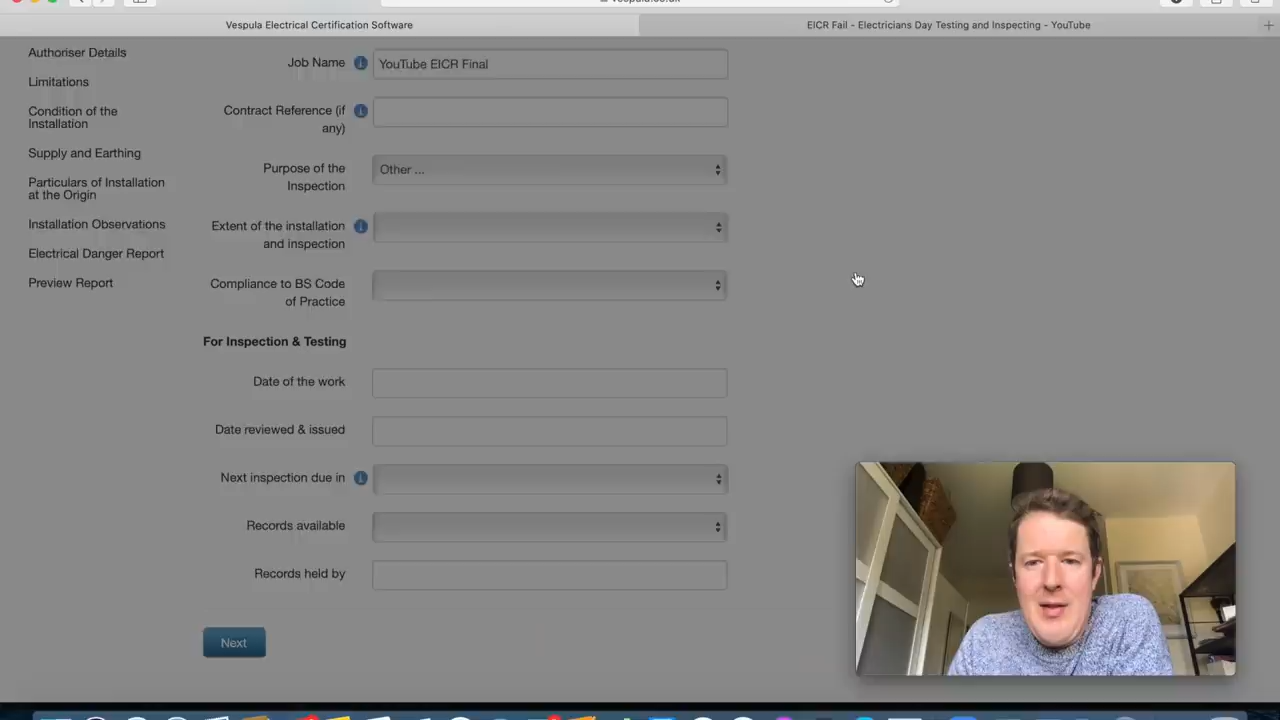 Vespula Electrical Certification Software
EICR Fail - Electricians Day Testing and Inspecting - YouTube
Authoriser Details
Limitations
Condition of the
Installation
Supply and Earthing
Particulars of Installation
at the Origin
Installation Observations
Electrical Danger Report
Preview Report
Job Name
YouTube EICR Final
Contract Reference (if
any)
Purpose of the
Inspection
Other ...
Extent of the installation
and inspection
Compliance to BS Code
of Practice
For Inspection & Testing
Date of the work
Date reviewed & issued
Next inspection due in
Records available
Records held by
Next